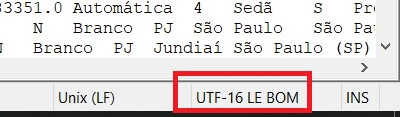 33351.0 Automática 4 Sedã S Pre
N Branco PJ São Paulo São Pa
N Branco PJ Jundiaí São Paulo (SP)
Unix (LF) UTF-16 LE BOM INS